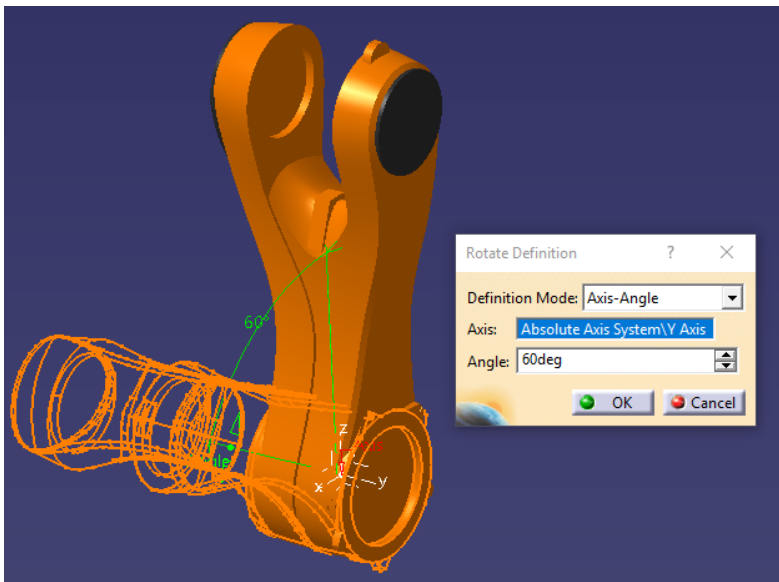 Rotate Definition
Definition Mode: Axis-Angle
Axis: Absolute Axis System\Y Axis
Angle: 60deg
OK Cancel
60°
z
x
y